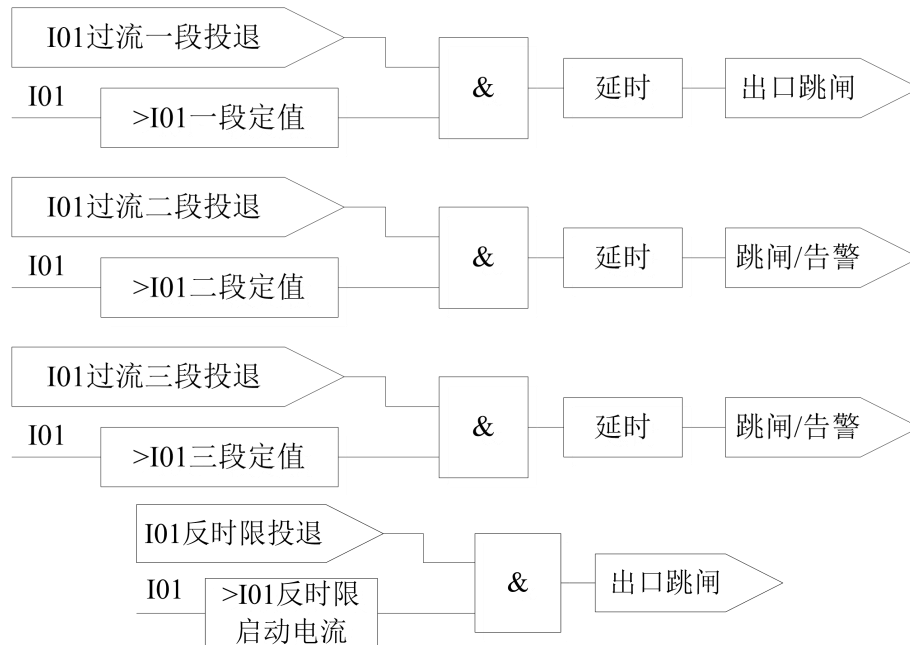 I01过流一段投退
I01
>I01一段定值
&
延时
出口跳闸
I01过流二段投退
I01
>I01二段定值
&
延时
跳闸/告警
I01过流三段投退
I01
>I01三段定值
&
延时
跳闸/告警
I01反时限投退
I01
>I01反时限
启动电流
&
出口跳闸